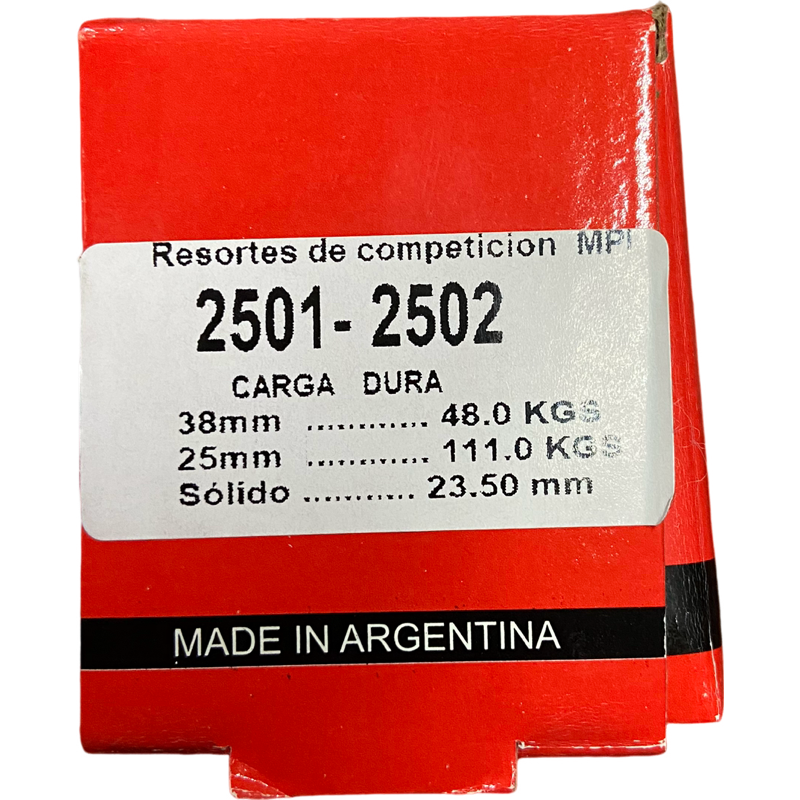 Resortes de competicion MPI
2501- 2502
CARGA DURA
38mm ............ 48.0 KGS
25mm ............ 111.0 KGS
Sólido ........... 23.50 mm
MADE IN ARGENTINA